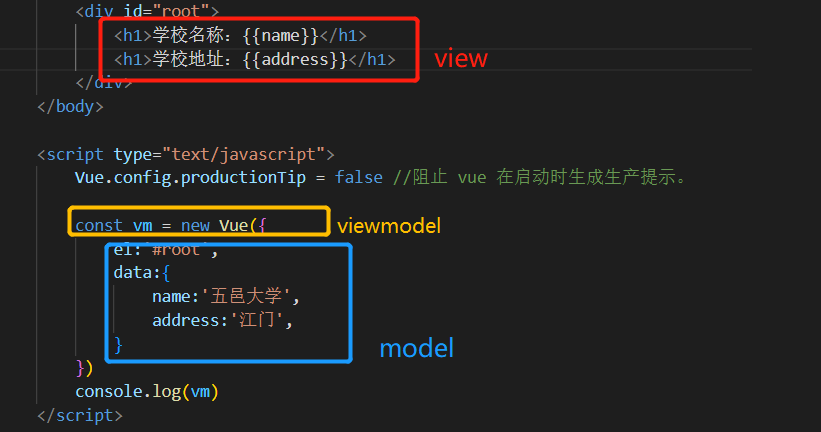 <div id="root">
<h1>学校名称：{{name}}</h1>
<h1>学校地址：{{address}}</h1>
view
</div>
</body>
<script type="text/javascript">
Vue.config.productionTip = false //阻止 vue 在启动时生成生产提示。
const vm = new Vue({
viewmodel
el:'#root',
data:{
name:'五邑大学',
address:'江门',
}
model
})
console.log(vm)
</script>